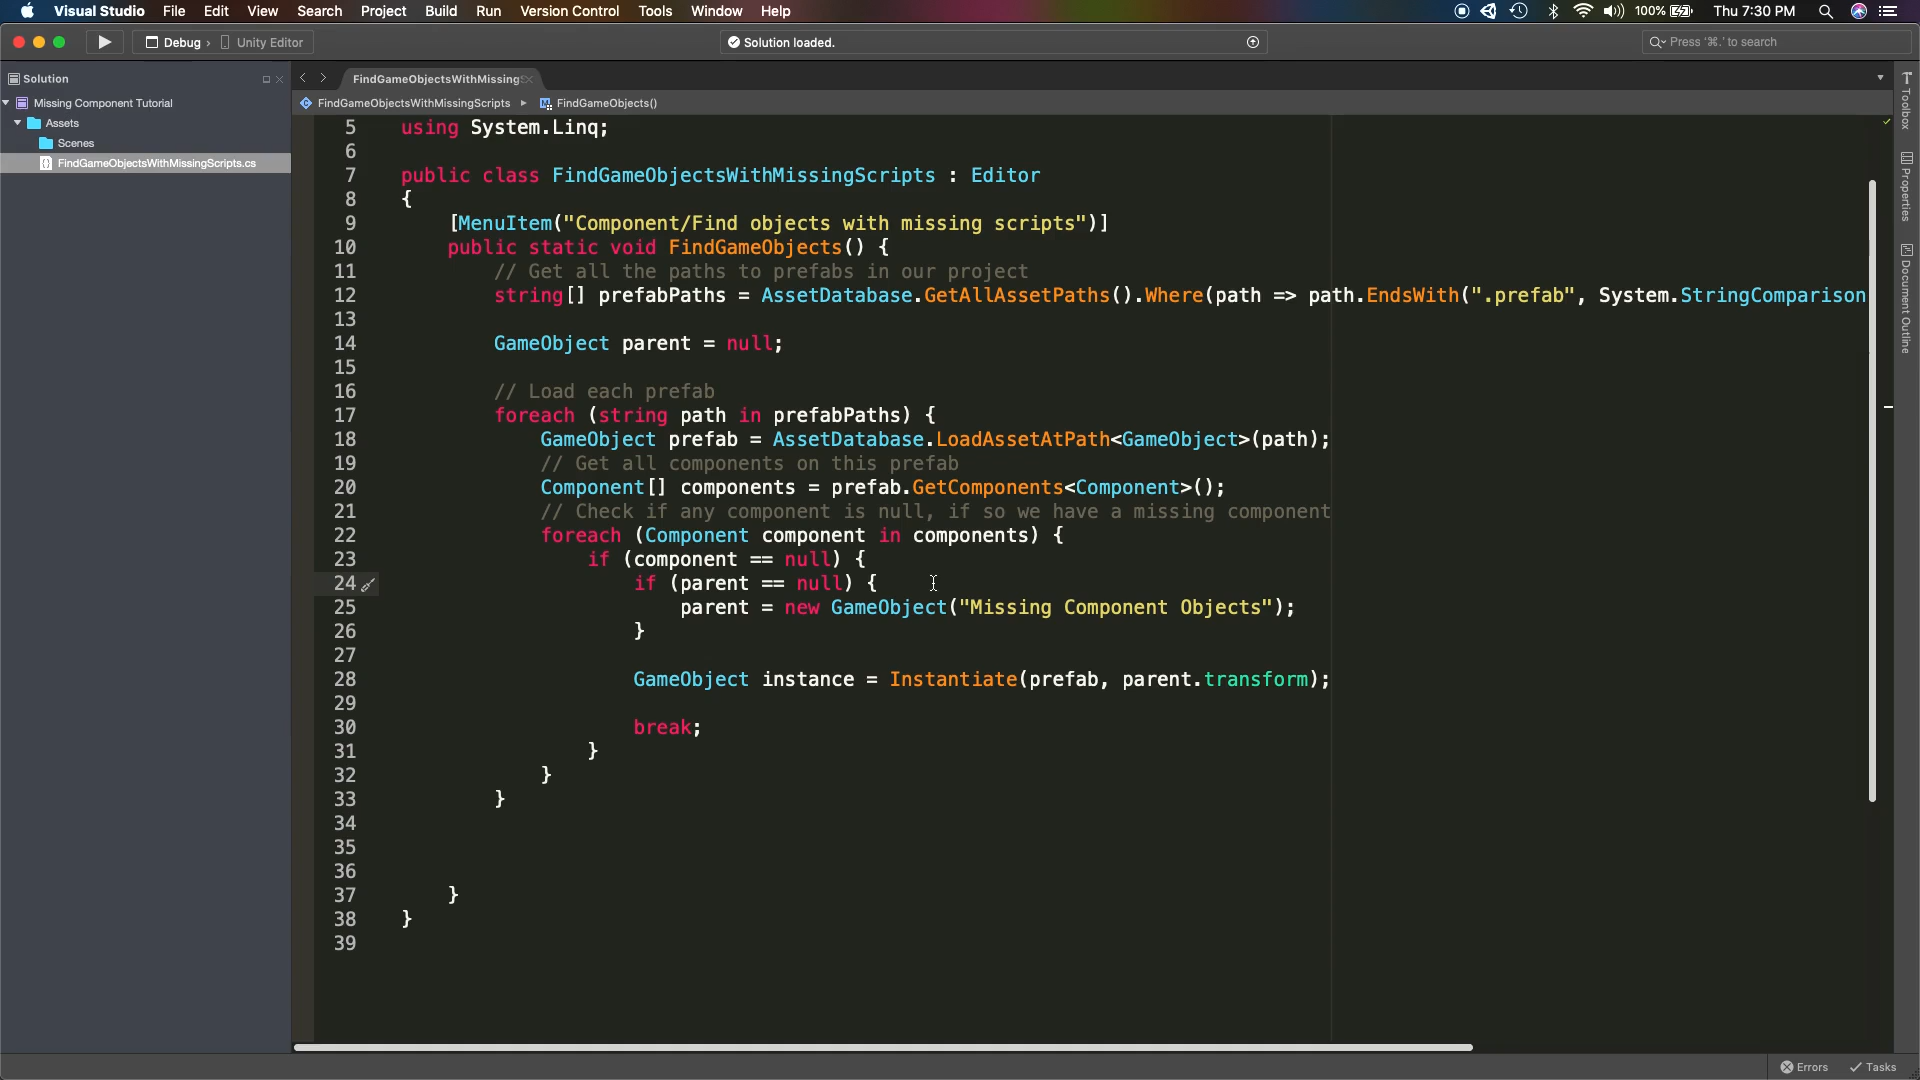 Visual Studio File Edit View Search Project Build Run Version Control Tools Window Help
100% Thu 7:30 PM
Debug › Unity Editor
Solution loaded.
Press '⌘.' to search
Solution
FindGameObjectsWithMissing
Missing Component Tutorial
FindGameObjectsWithMissingScripts ▸ FindGameObjects()
Assets
Scenes
FindGameObjectsWithMissingScripts.cs
5 using System.Linq;
6
7 public class FindGameObjectsWithMissingScripts : Editor
8 {
9 [MenuItem("Component/Find objects with missing scripts")]
10 public static void FindGameObjects() {
11 // Get all the paths to prefabs in our project
12 string[] prefabPaths = AssetDatabase.GetAllAssetPaths().Where(path => path.EndsWith(".prefab", System.StringComparison
13
14 GameObject parent = null;
15
16 // Load each prefab
17 foreach (string path in prefabPaths) {
18 GameObject prefab = AssetDatabase.LoadAssetAtPath<GameObject>(path);
19 // Get all components on this prefab
20 Component[] components = prefab.GetComponents<Component>();
21 // Check if any component is null, if so we have a missing component
22 foreach (Component component in components) {
23 if (component == null) {
24 if (parent == null) {
25 parent = new GameObject("Missing Component Objects");
26 }
27
28 GameObject instance = Instantiate(prefab, parent.transform);
29
30 break;
31 }
32 }
33 }
34
35
36
37 }
38 }
39
Toolbox
Properties
Document Outline
Errors Tasks